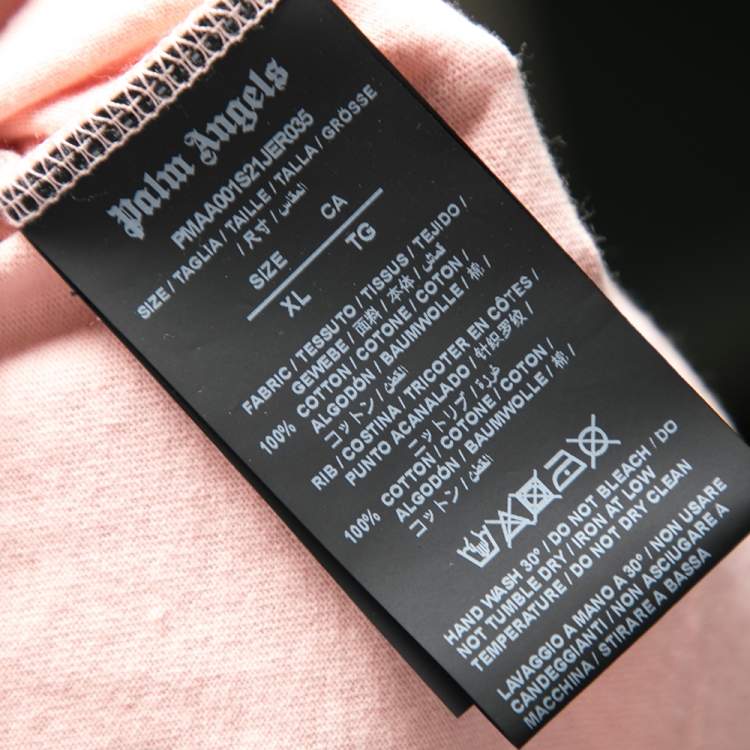 Palm Angels
PMAA001S21JER035
SIZE / TAGLIA / TAILLE / TALLA / GRÖSSE
/ 尺寸 / المقاس
SIZE CA
XL TG
FABRIC / TESSUTO / TISSUS / TEJIDO /
GEWEBE / 面料 / 本体 / كمش
100% COTTON / COTONE / COTON /
ALGODÓN / BAUMWOLLE / 棉 /
コットン / القطن
RIB / COSTINA / TRICOTER EN CÔTES /
PUNTO ACANALADO / 针织罗纹 /
ニットリブ / غرزة
100% COTTON / COTONE / COTON /
ALGODÓN / BAUMWOLLE / 棉 /
コットン / القطن
HAND WASH 30° / DO NOT BLEACH / DO
NOT TUMBLE DRY / IRON AT LOW
TEMPERATURE / DO NOT DRY CLEAN
LAVAGGIO A MANO A 30° / NON USARE
CANDEGGIANTI / NON ASCIUGARE A
MACCHINA / STIRARE A BASSA